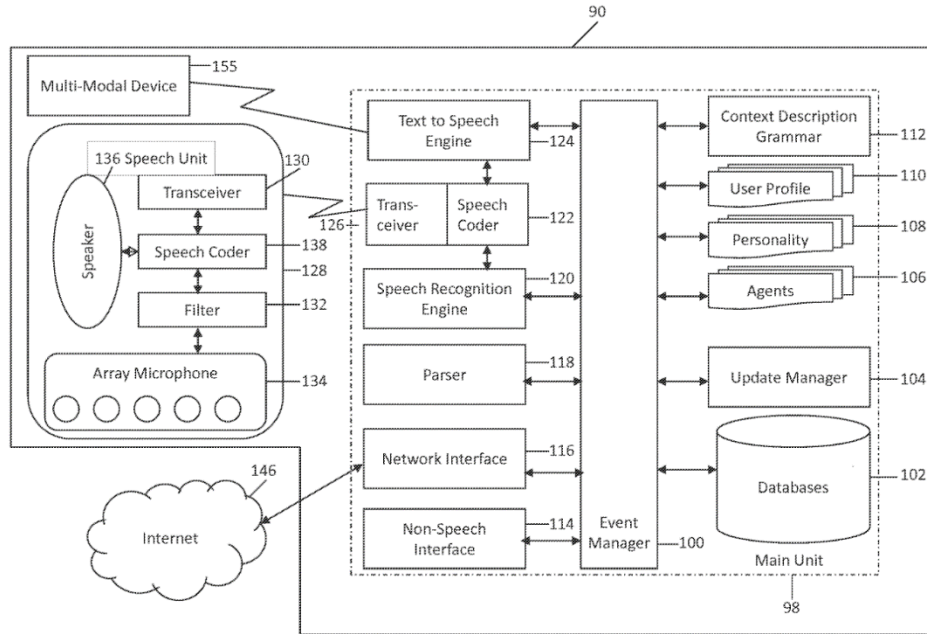 90
155
Multi-Modal Device
136 Speech Unit
130
Transceiver
Speaker
Speech Coder
138
128
Filter
132
Array Microphone
134
146
Internet
Text to Speech
Engine
124
126
Trans-
ceiver
Speech
Coder
122
120
Speech Recognition
Engine
118
Parser
116
Network Interface
114
Non-Speech
Interface
Event
Manager
100
Context Description
Grammar
112
110
User Profile
108
Personality
106
Agents
Update Manager
104
Databases
102
Main Unit
98